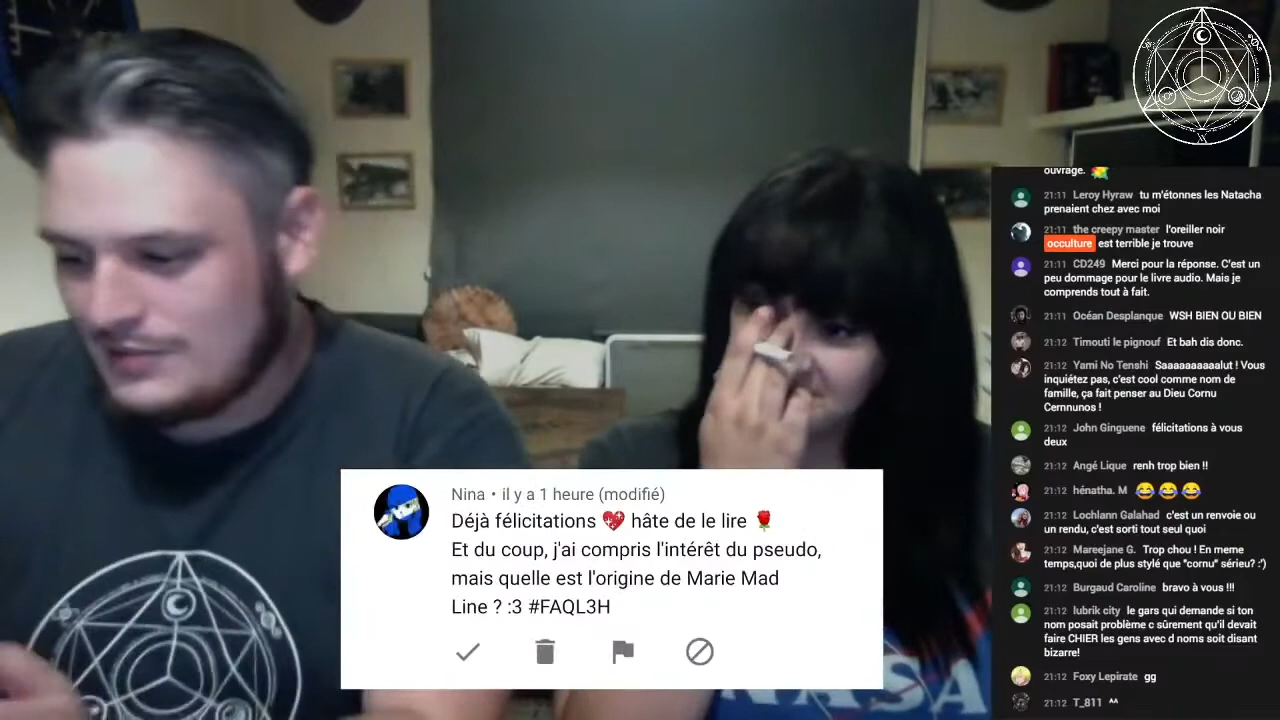 Nina • il y a 1 heure (modifié)
Déjà félicitations 💖 hâte de le lire 🌹
Et du coup, j'ai compris l'intérêt du pseudo,
mais quelle est l'origine de Marie Mad
Line ? :3 #FAQL3H
NASA
ouvrage.
21:11 Leroy Hyraw tu m'étonnes les Natacha
prenaient chez avec moi
21:11 the creepy master l'oreiller noir
occulture est terrible je trouve
21:11 CD249 Merci pour la réponse. C'est un
peu dommage pour le livre audio. Mais je
comprends tout à fait.
21:11 Océan Desplanque WSH BIEN OU BIEN
21:12 Timouti le pignouf Et bah dis donc.
21:12 Yami No Tenshi Saaaaaaaaaalut ! Vous
inquiétez pas, c'est cool comme nom de
famille, ça fait penser au Dieu Cornu
Cernnunos !
21:12 John Ginguene félicitations à vous
deux
21:12 Angé Lique renh trop bien !!
21:12 hénatha. M 😂😂😂
21:12 Lochlann Galahad c'est un renvoie ou
un rendu, c'est sorti tout seul quoi
21:12 Mareejane G. Trop chou ! En meme
temps,quoi de plus stylé que "cornu" sérieu? :')
21:12 Burgaud Caroline bravo à vous !!!
21:12 lubrik city le gars qui demande si ton
nom posait problème c sûrement qu'il devait
faire CHIER les gens avec d noms soit disant
bizarre!
21:12 Foxy Lepirate gg
21:12 T_811 ^^